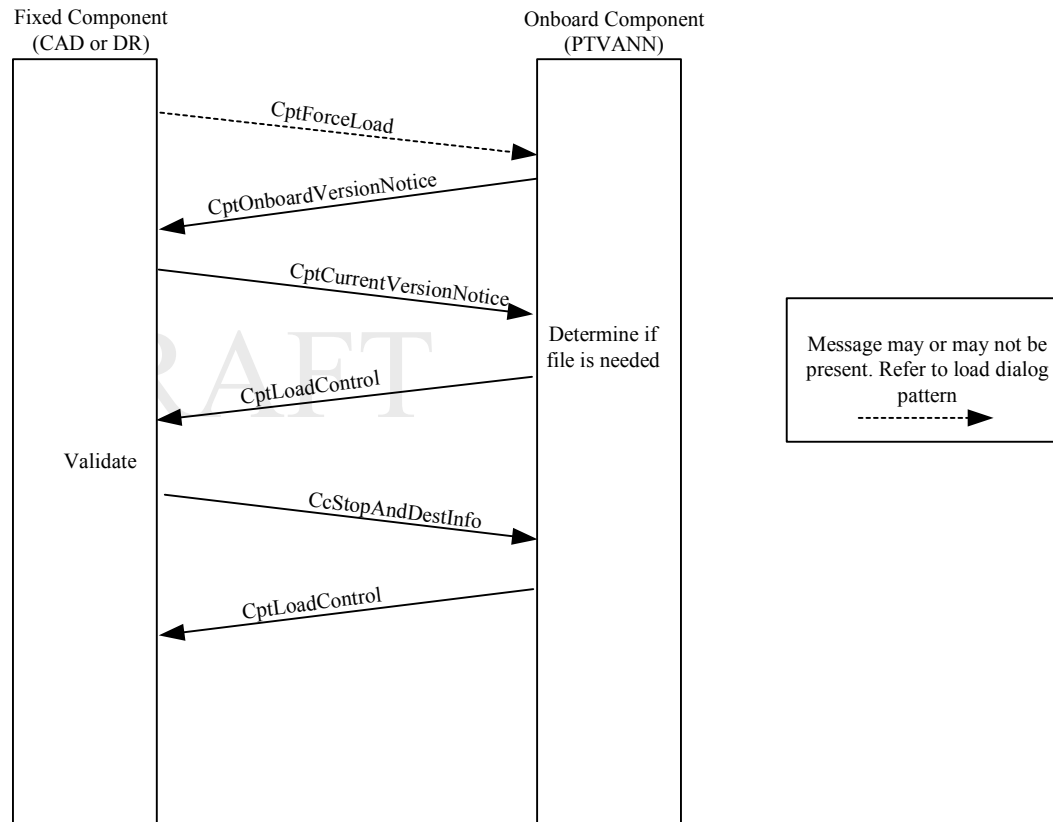 Fixed Component
(CAD or DR)
Onboard Component
(PTVANN)
CptForceLoad
CptOnboardVersionNotice
CptCurrentVersionNotice
Determine if
file is needed
CptLoadControl
Validate
CcStopAndDestInfo
CptLoadControl
Message may or may not be
present. Refer to load dialog
pattern
RAFT